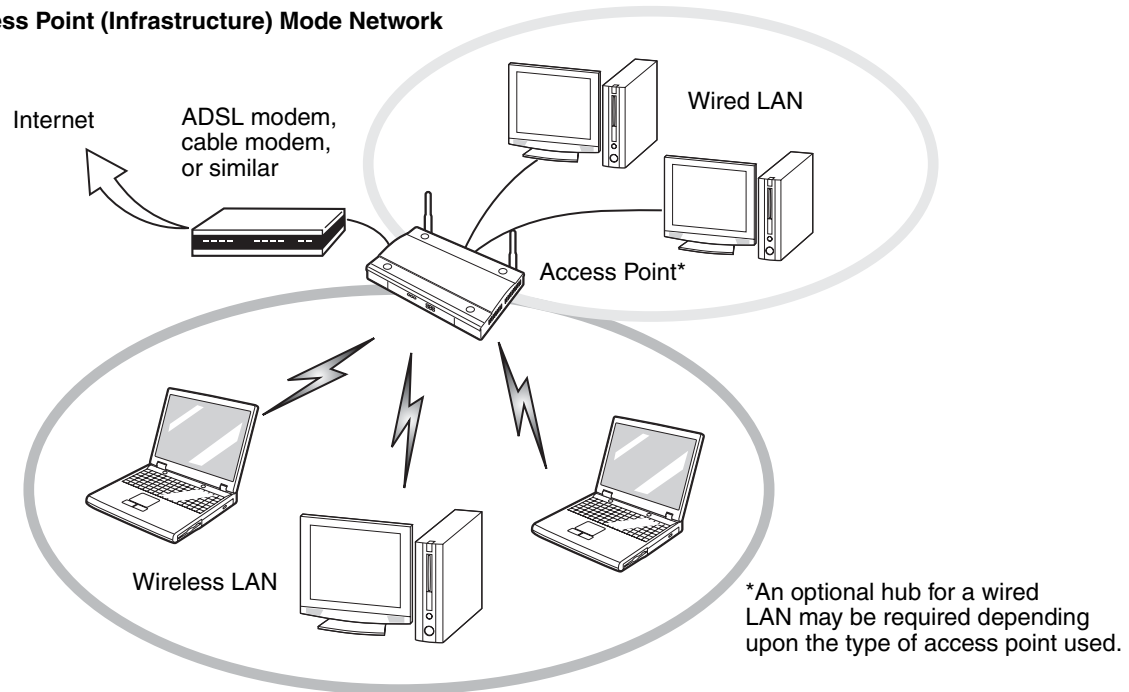 ess Point (Infrastructure) Mode Network
Internet
ADSL modem,
cable modem,
or similar
Wired LAN
Access Point*
Wireless LAN
*An optional hub for a wired
LAN may be required depending
upon the type of access point used.